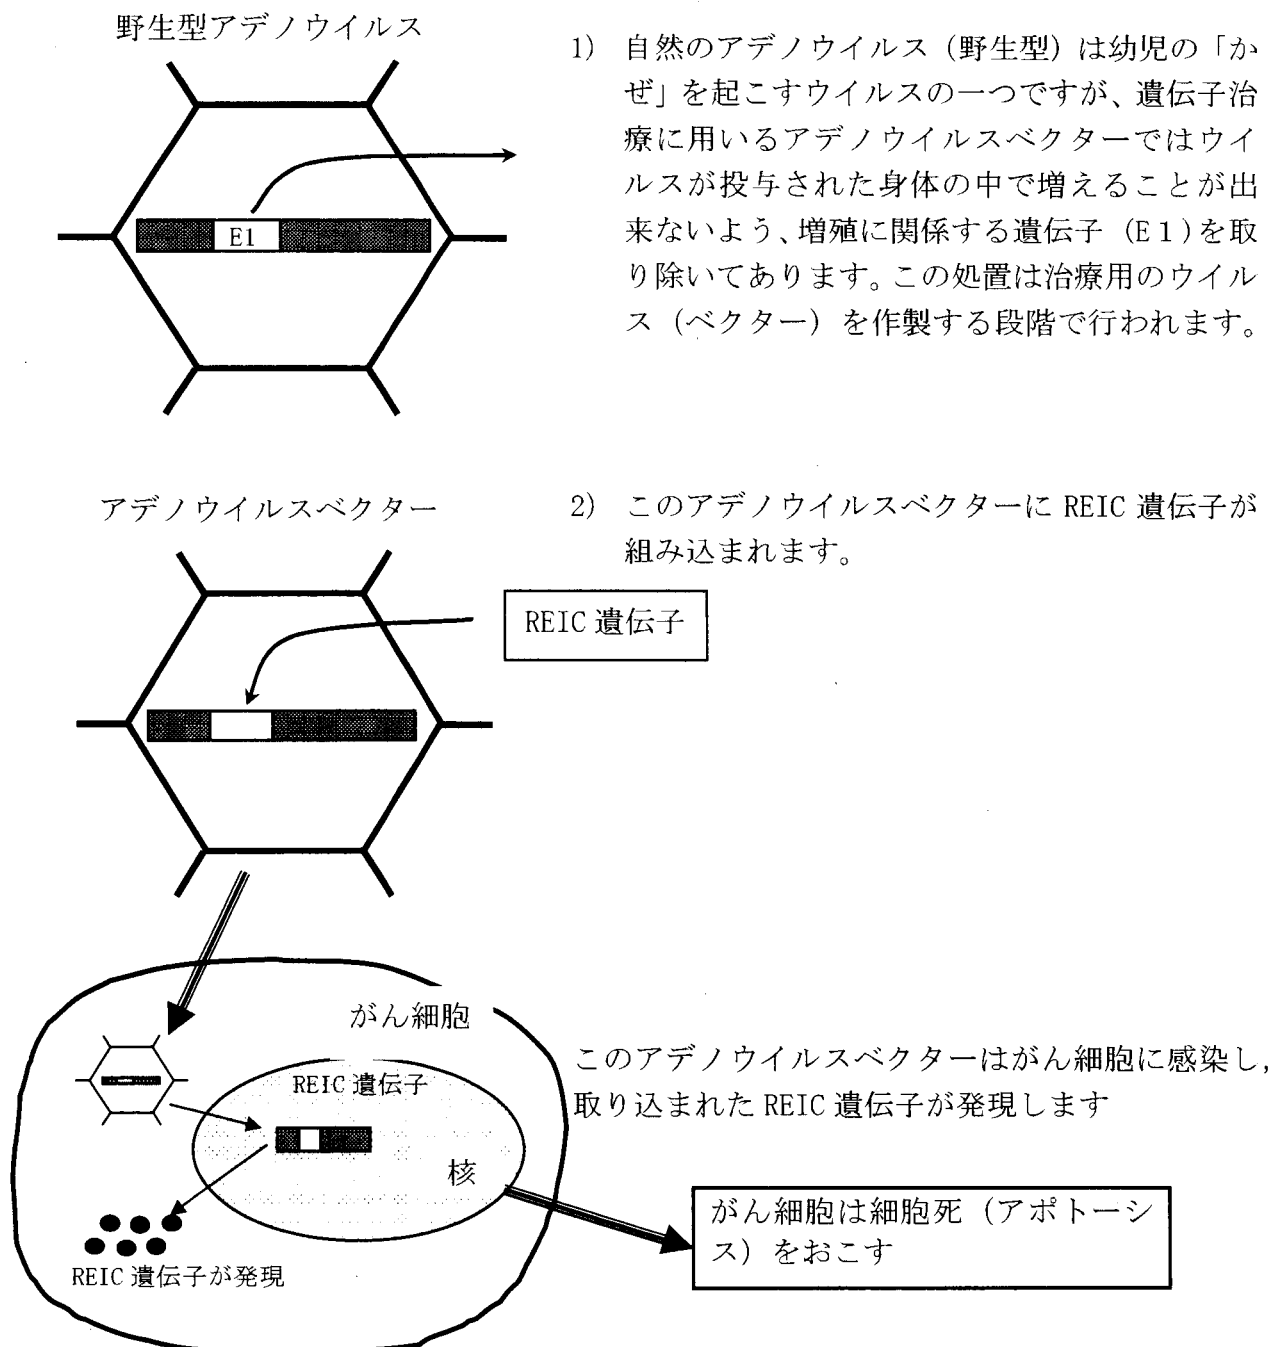 野生型アデノウイルス
1) 自然のアデノウイルス（野生型）は幼児の「か
ぜ」を起こすウイルスの一つですが、遺伝子治
療に用いるアデノウイルスベクターではウイ
ルスが投与された身体の中で増えることが出
来ないよう、増殖に関係する遺伝子（E１)を取
り除いてあります。この処置は治療用のウイル
ス（ベクター）を作製する段階で行われます。
E1
アデノウイルスベクター
2) このアデノウイルスベクターに REIC 遺伝子が
組み込まれます。
REIC 遺伝子
がん細胞
REIC 遺伝子
核
REIC 遺伝子が発現
このアデノウイルスベクターはがん細胞に感染し,
取り込まれた REIC 遺伝子が発現します
がん細胞は細胞死（アポトーシ
ス）をおこす